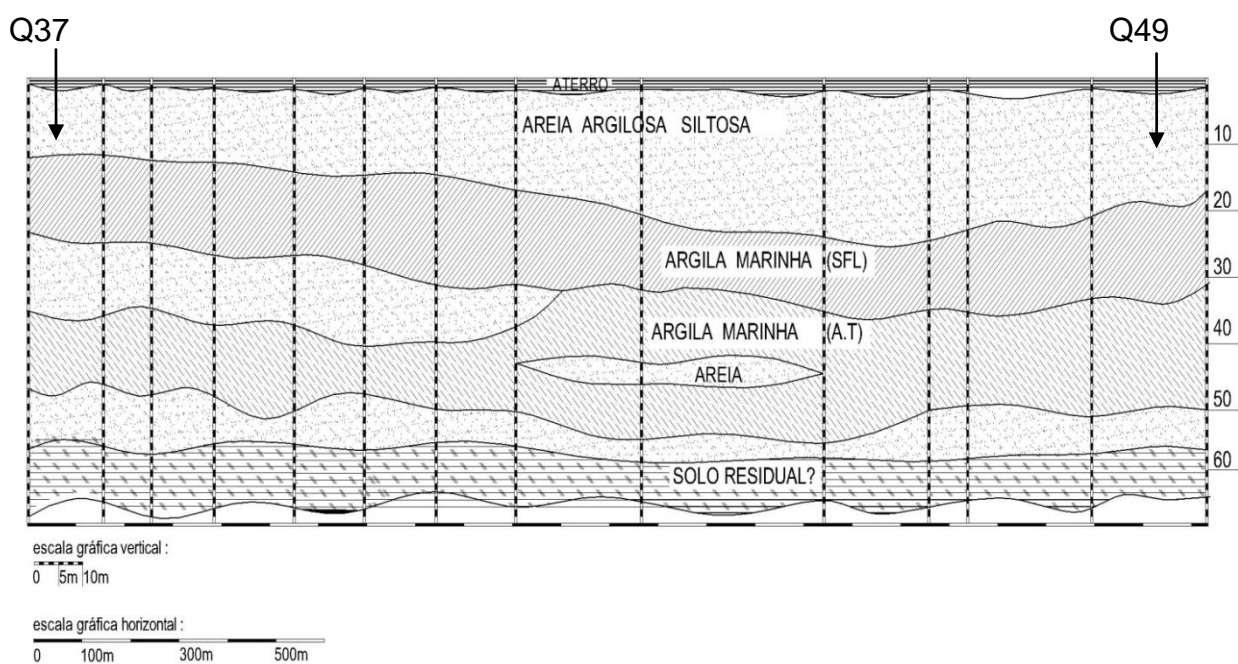 Q37
Q49
ATERRO
AREIA ARGILOSA SILTOSA
10
20
ARGILA MARINHA (SFL)
30
ARGILA MARINHA (A.T)
40
AREIA
50
60
SOLO RESIDUAL?
escala gráfica vertical :
0 5m 10m
escala gráfica horizontal :
0 100m 300m 500m